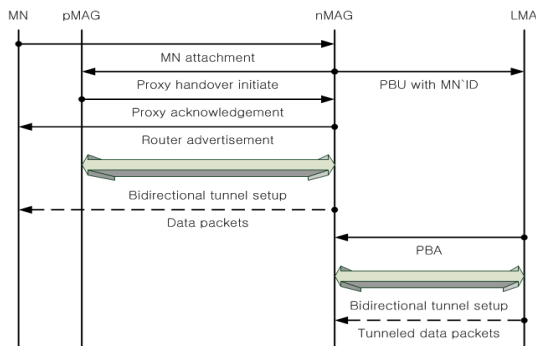 MN pMAG nMAG LMA
MN attachment
Proxy handover initiate PBU with MN`ID
Proxy acknowledgement
Router advertisement
Bidirectional tunnel setup
Data packets
PBA
Bidirectional tunnel setup
Tunneled data packets